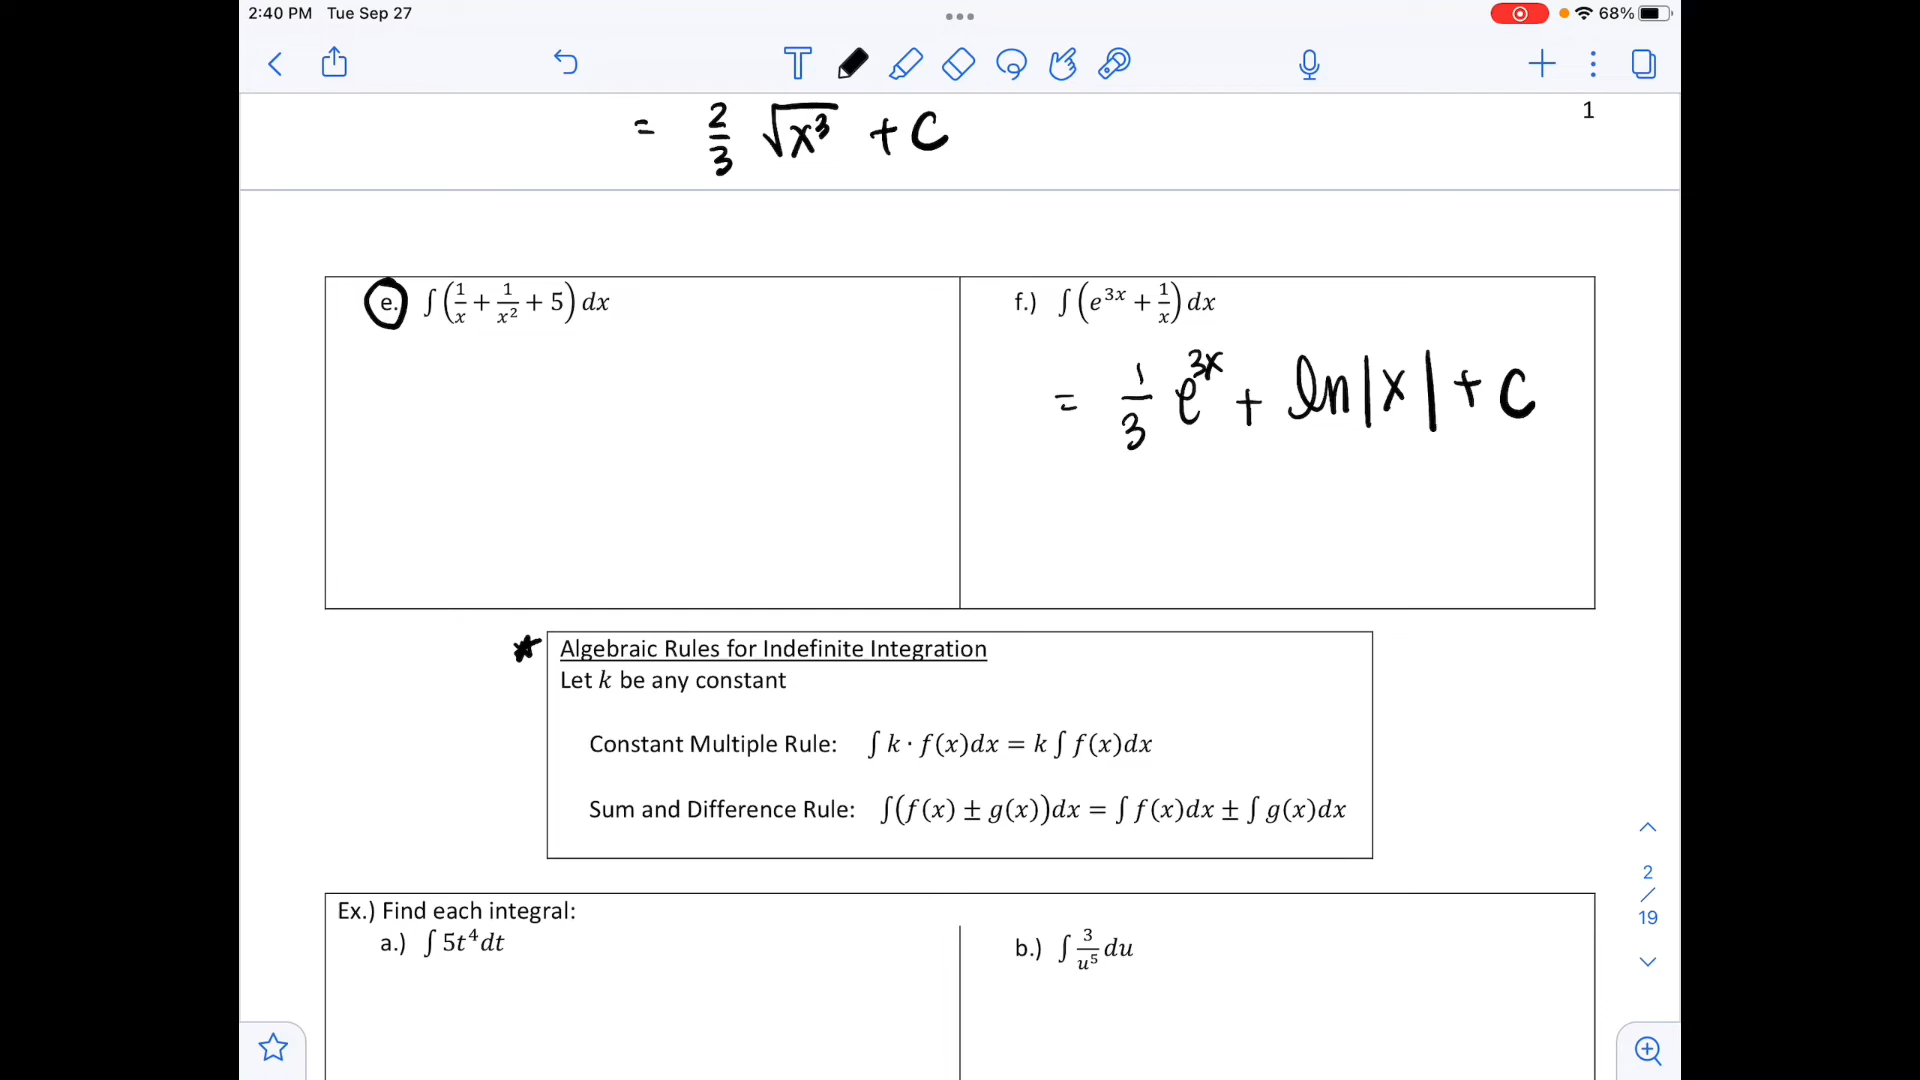 2:40 PM Tue Sep 27
68%
= 2/3 √x³ + C
1
e. ∫(1/x + 1/x² + 5) dx
f.) ∫(e³ˣ + 1/x) dx
= 1/3 e³ˣ + ln|x| + C
Algebraic Rules for Indefinite Integration
Let k be any constant
Constant Multiple Rule: ∫ k · f(x)dx = k ∫ f(x)dx
Sum and Difference Rule: ∫(f(x) ± g(x))dx = ∫ f(x)dx ± ∫ g(x)dx
2
/
19
Ex.) Find each integral:
a.) ∫ 5t⁴dt
b.) ∫ 3/u⁵ du